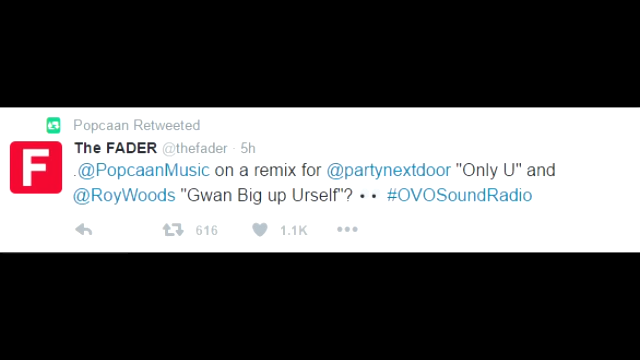 Popcaan Retweeted
F
The FADER @thefader · 5h
.@PopcaanMusic on a remix for @partynextdoor "Only U" and
@RoyWoods "Gwan Big up Urself"? 👀 #OVOSoundRadio
616 1.1K •••